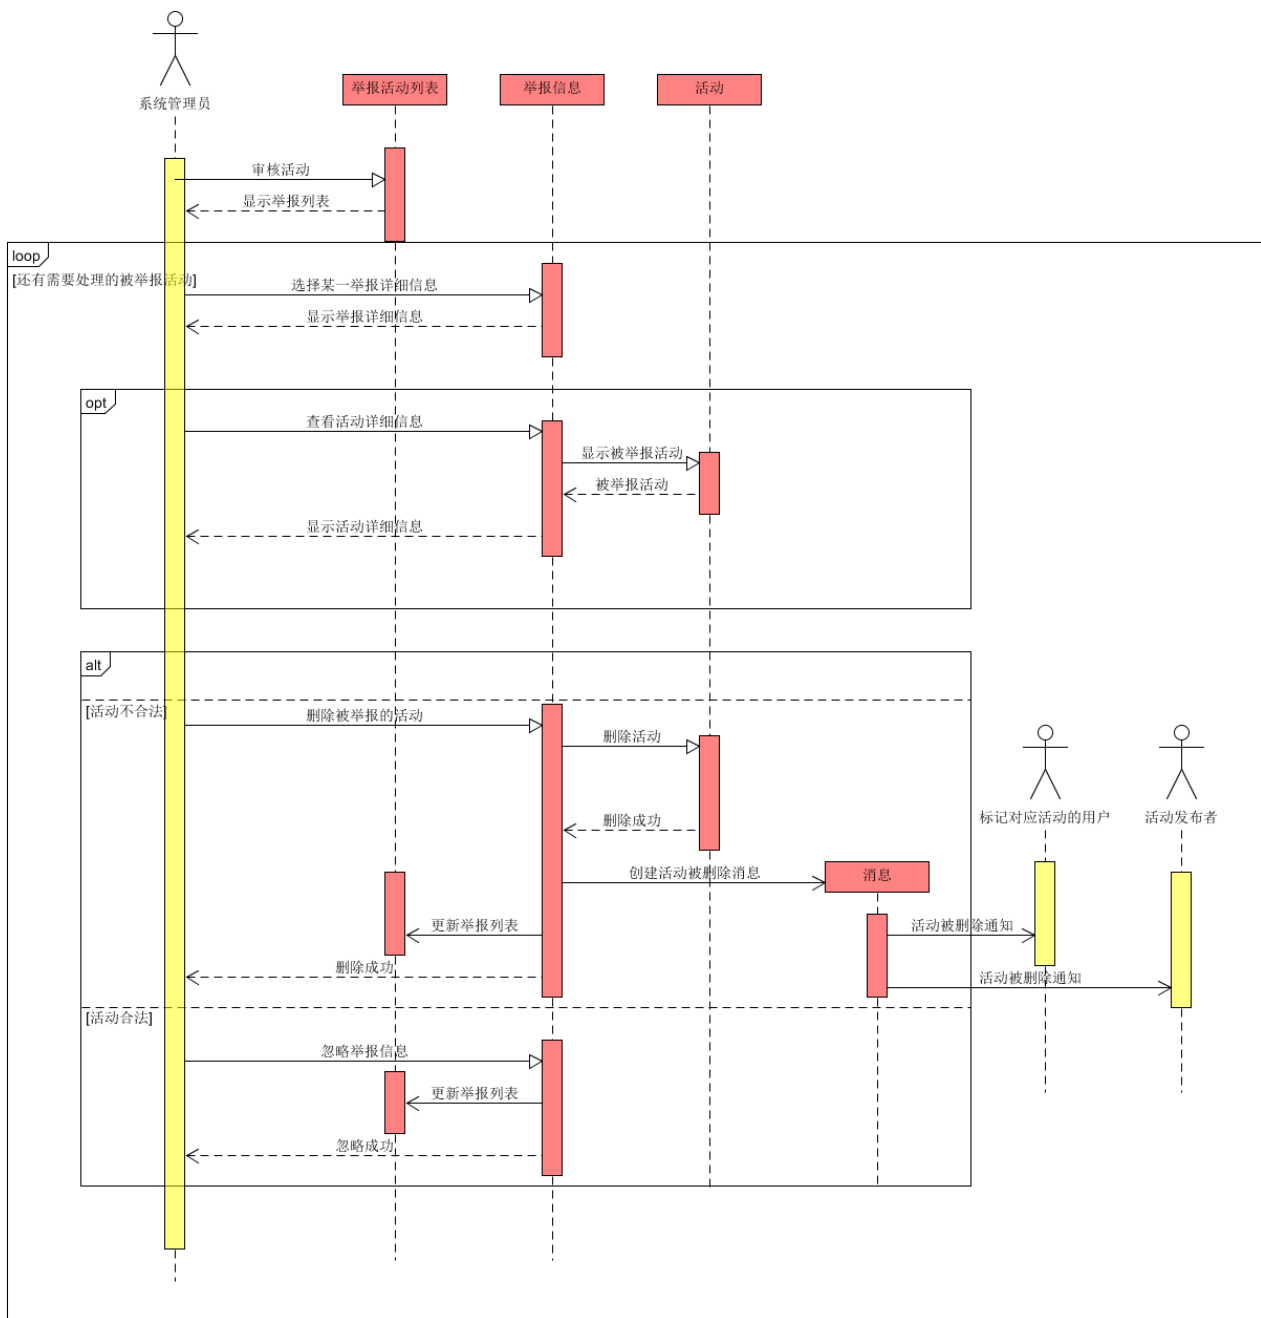 系统管理员
举报活动列表
举报信息
活动
审核活动
显示举报列表
loop
[还有需要处理的被举报活动]
选择某一举报详细信息
显示举报详细信息
opt
查看活动详细信息
显示被举报活动
被举报活动
显示活动详细信息
alt
[活动不合法]
删除被举报的活动
删除活动
标记对应活动的用户
活动发布者
删除成功
创建活动被删除消息
消息
更新举报列表
活动被删除通知
删除成功
活动被删除通知
[活动合法]
忽略举报信息
更新举报列表
忽略成功